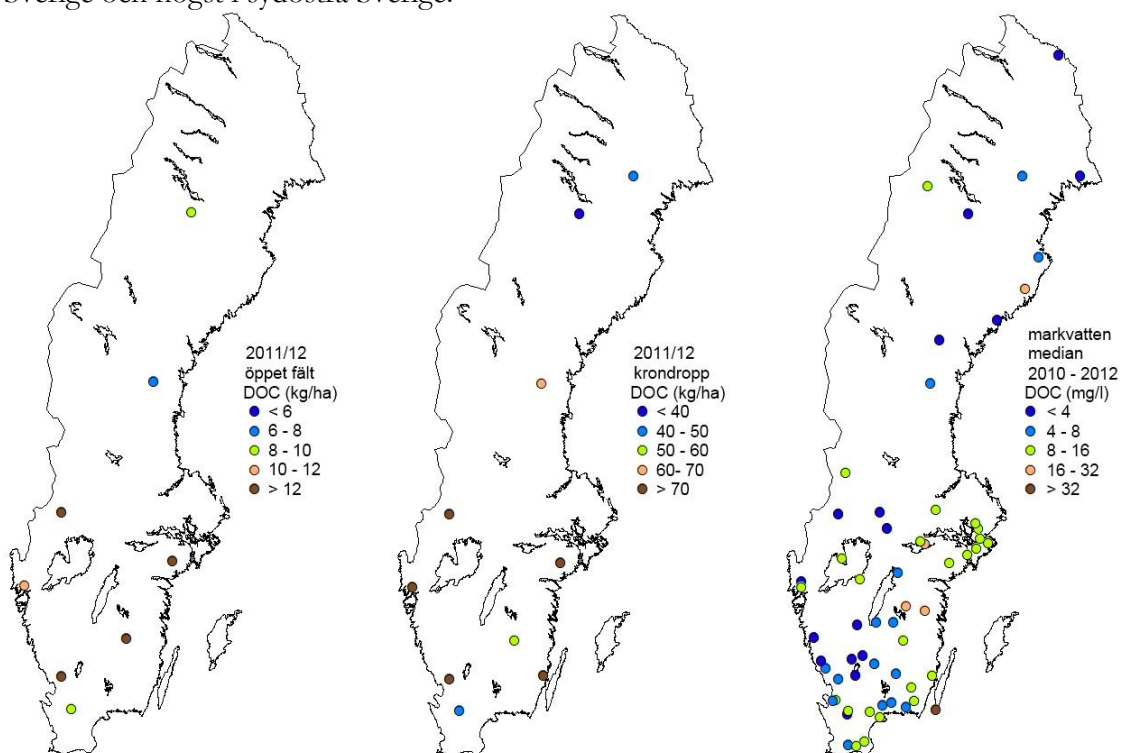 Sverige och högst i sydöstra Sverige.
2011/12
öppet fält
DOC (kg/ha)
< 6
6 - 8
8 - 10
10 - 12
> 12
2011/12
krondropp
DOC (kg/ha)
< 40
40 - 50
50 - 60
60- 70
> 70
markvatten
median
2010 - 2012
DOC (mg/l)
< 4
4 - 8
8 - 16
16 - 32
> 32